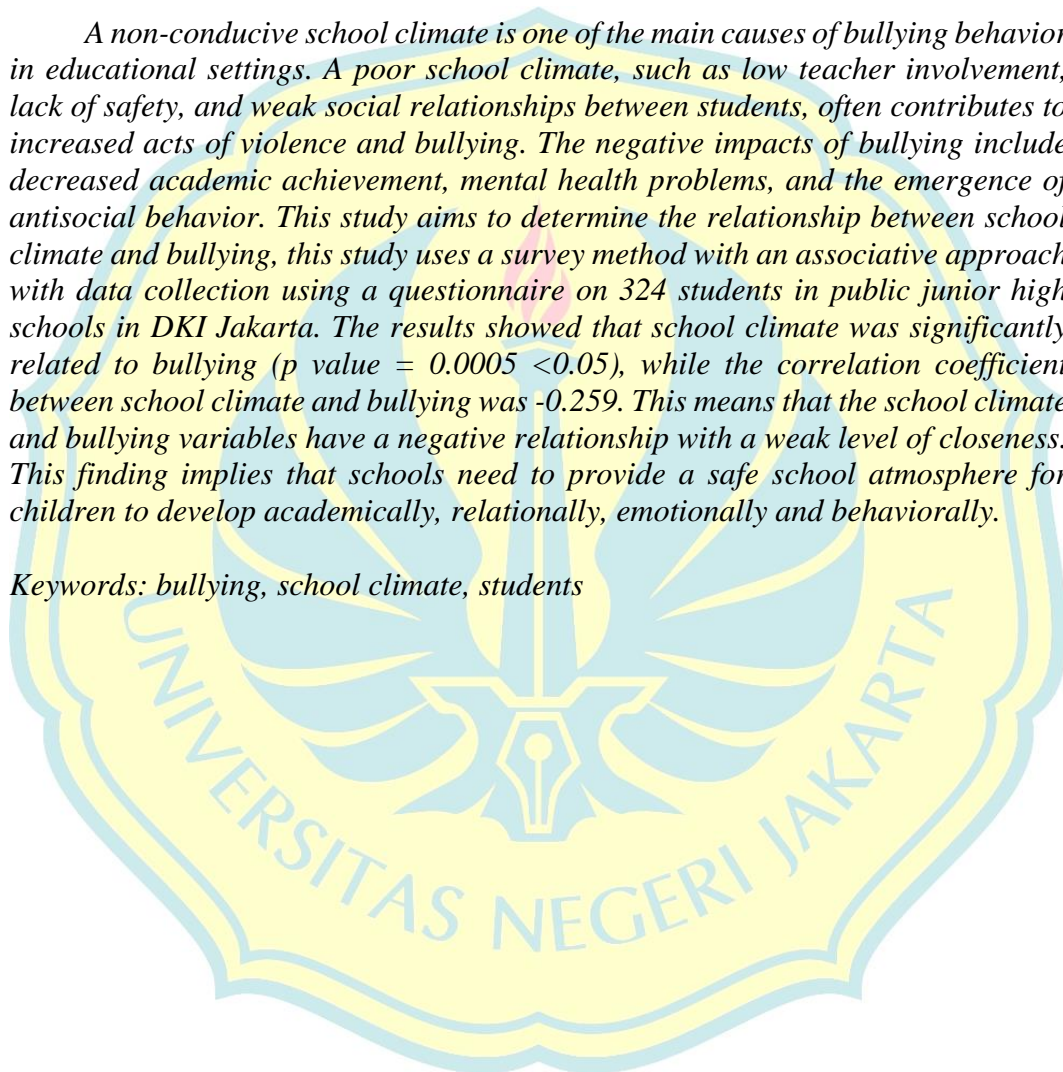 A non-conducive school climate is one of the main causes of bullying behavior
in educational settings. A poor school climate, such as low teacher involvement,
lack of safety, and weak social relationships between students, often contributes to
increased acts of violence and bullying. The negative impacts of bullying include
decreased academic achievement, mental health problems, and the emergence of
antisocial behavior. This study aims to determine the relationship between school
climate and bullying, this study uses a survey method with an associative approach
with data collection using a questionnaire on 324 students in public junior high
schools in DKI Jakarta. The results showed that school climate was significantly
related to bullying (p value = 0.0005 <0.05), while the correlation coefficient
between school climate and bullying was -0.259. This means that the school climate
and bullying variables have a negative relationship with a weak level of closeness.
This finding implies that schools need to provide a safe school atmosphere for
children to develop academically, relationally, emotionally and behaviorally.
Keywords: bullying, school climate, students
UNIVERSITAS NEGERI JAKARTA